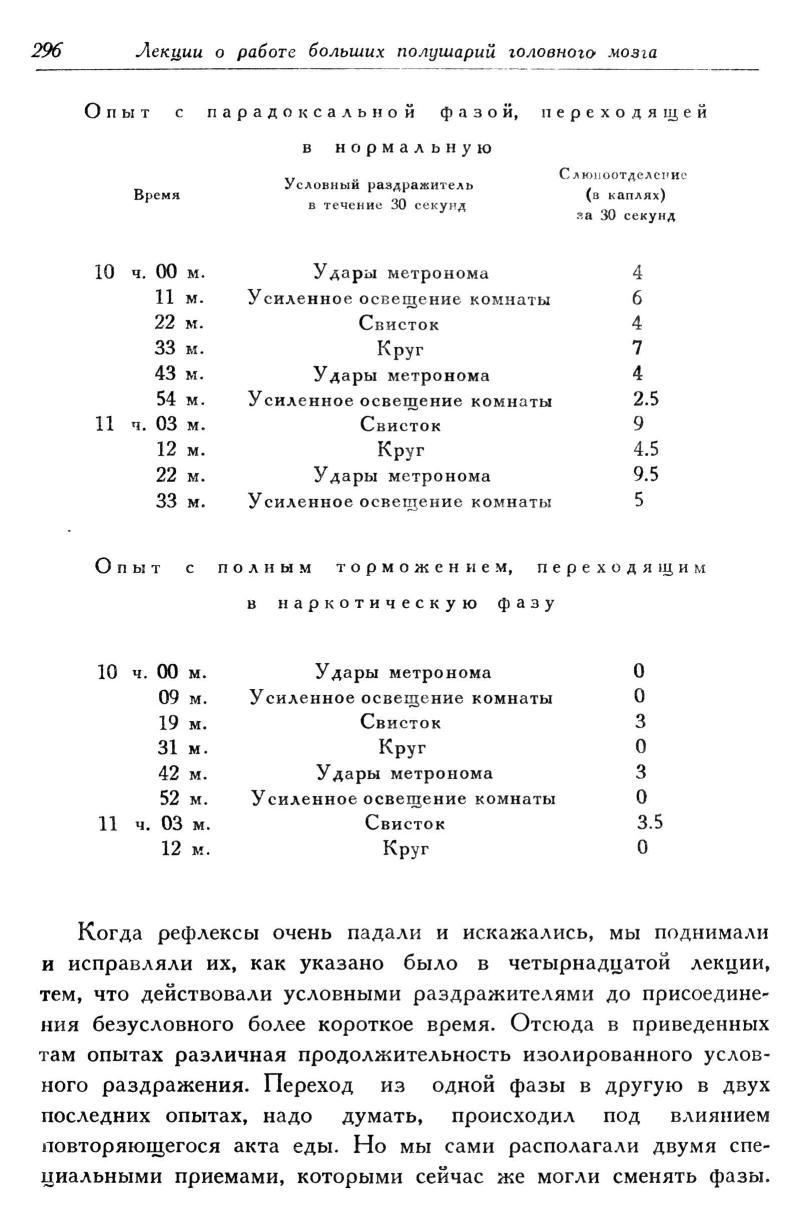 296 Лекции о работе больших полушарий головного мозга
Опыт с парадоксальной фазой, переходящей
в нормальную
Время Условный раздражитель в течение 30 секунд Слюноотделение (в каплях) за 30 секунд
10 ч. 00 м. Удары метронома 4
11 м. Усиленное освещение комнаты 6
22 м. Свисток 4
33 м. Круг 7
43 м. Удары метронома 4
54 м. Усиленное освещение комнаты 2.5
11 ч. 03 м. Свисток 9
12 м. Круг 4.5
22 м. Удары метронома 9.5
33 м. Усиленное освещение комнаты 5
Опыт с полным торможением, переходящим
в наркотическую фазу
10 ч. 00 м. Удары метронома 0
09 м. Усиленное освещение комнаты 0
19 м. Свисток 3
31 м. Круг 0
42 м. Удары метронома 3
52 м. Усиленное освещение комнаты 0
11 ч. 03 м. Свисток 3.5
12 м. Круг 0
Когда рефлексы очень падали и искажались, мы поднимали
и исправляли их, как указано было в четырнадцатой лекции,
тем, что действовали условными раздражителями до присоедине-
ния безусловного более короткое время. Отсюда в приведенных
там опытах различная продолжительность изолированного услов-
ного раздражения. Переход из одной фазы в другую в двух
последних опытах, надо думать, происходил под влиянием
повторяющегося акта еды. Но мы сами располагали двумя спе-
циальными приемами, которыми сейчас же могли сменять фазы.